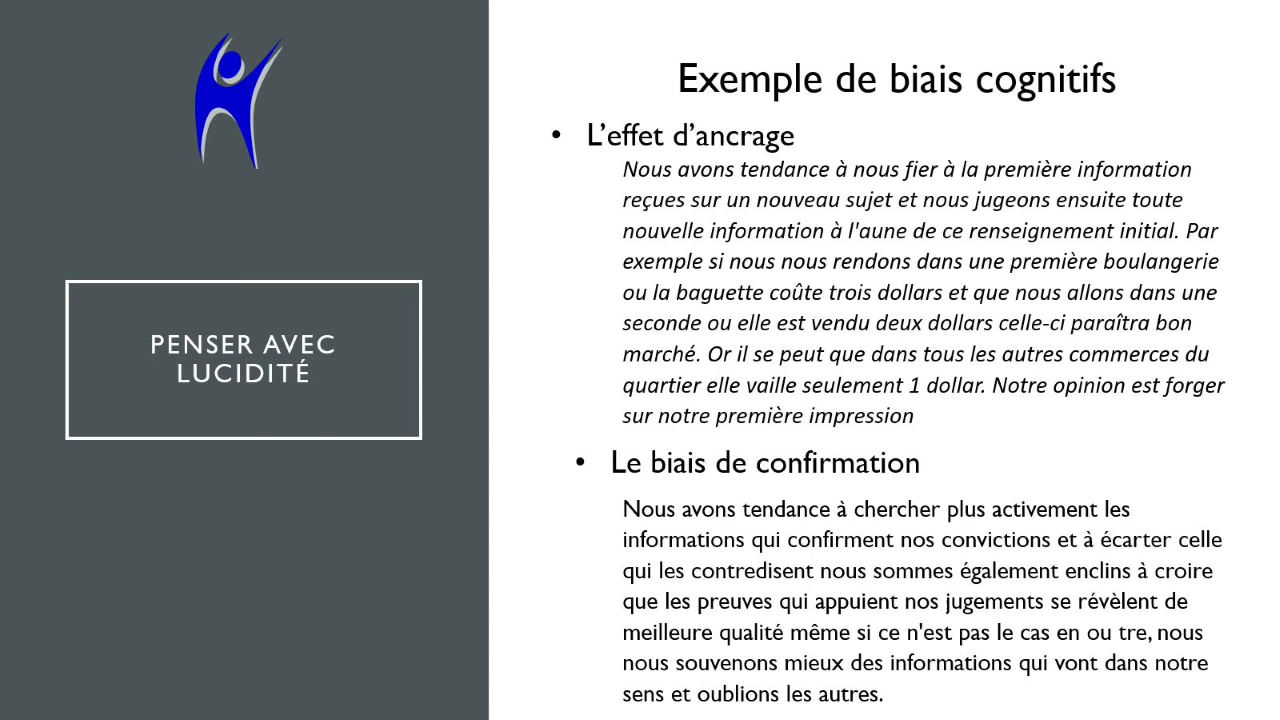 PENSER AVEC
LUCIDITÉ
Exemple de biais cognitifs
• L’effet d’ancrage
Nous avons tendance à nous fier à la première information
reçues sur un nouveau sujet et nous jugeons ensuite toute
nouvelle information à l'aune de ce renseignement initial. Par
exemple si nous nous rendons dans une première boulangerie
ou la baguette coûte trois dollars et que nous allons dans une
seconde ou elle est vendu deux dollars celle-ci paraîtra bon
marché. Or il se peut que dans tous les autres commerces du
quartier elle vaille seulement 1 dollar. Notre opinion est forger
sur notre première impression
• Le biais de confirmation
Nous avons tendance à chercher plus activement les
informations qui confirment nos convictions et à écarter celle
qui les contredisent nous sommes également enclins à croire
que les preuves qui appuient nos jugements se révèlent de
meilleure qualité même si ce n'est pas le cas en ou tre, nous
nous souvenons mieux des informations qui vont dans notre
sens et oublions les autres.